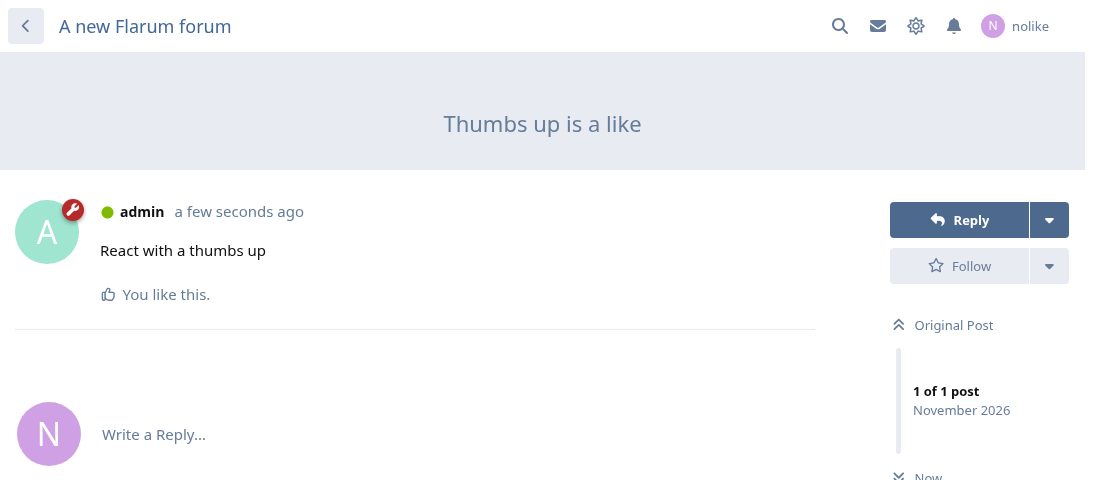 A new Flarum forum
N nolike
Thumbs up is a like
A
admin a few seconds ago
React with a thumbs up
You like this.
Reply
Follow
Original Post
1 of 1 post
November 2026
Now
N
Write a Reply...